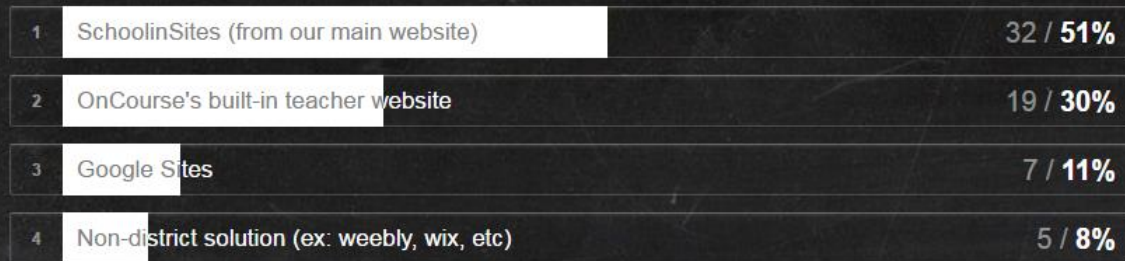 1 SchoolinSites (from our main website) 32 / 51%
2 OnCourse's built-in teacher website 19 / 30%
3 Google Sites 7 / 11%
4 Non-district solution (ex: weebly, wix, etc) 5 / 8%